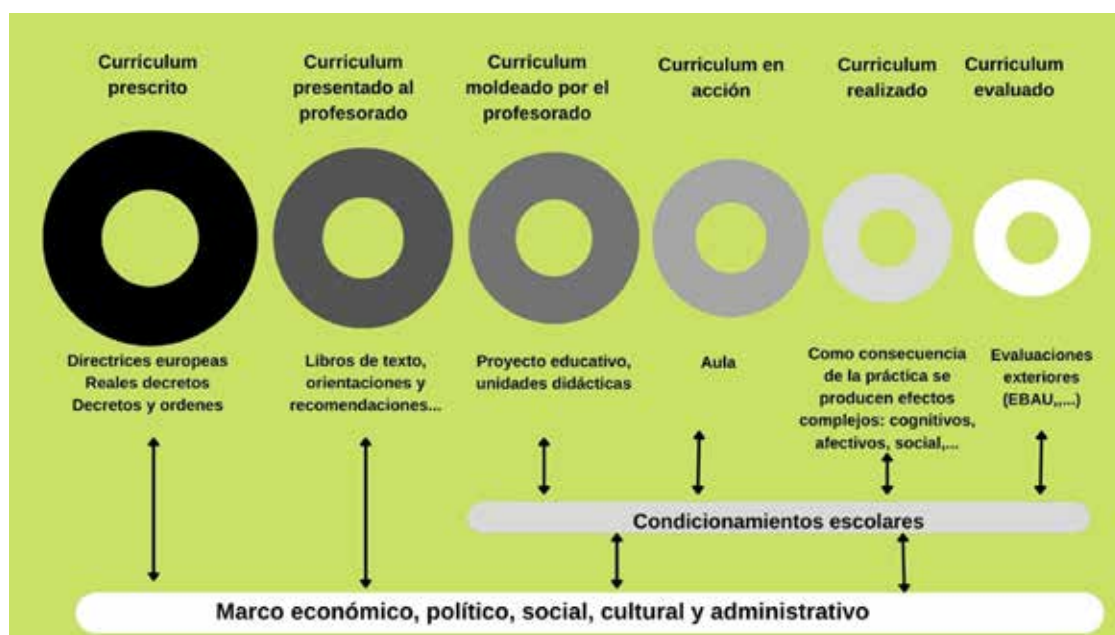 Curriculum
prescrito
Curriculum
presentado al
profesorado
Curriculum
moldeado por el
profesorado
Curriculum en
acción
Curriculum
realizado
Curriculum
evaluado
Directrices europeas
Reales decretos
Decretos y ordenes
Libros de texto,
orientaciones y
recomendaciones...
Proyecto educativo,
unidades didácticas
Aula
Como consecuencia
de la práctica se
producen efectos
complejos: cognitivos,
afectivos, social,...
Evaluaciones
exteriores
(EBAU,,...)
Condicionamientos escolares
Marco económico, político, social, cultural y administrativo